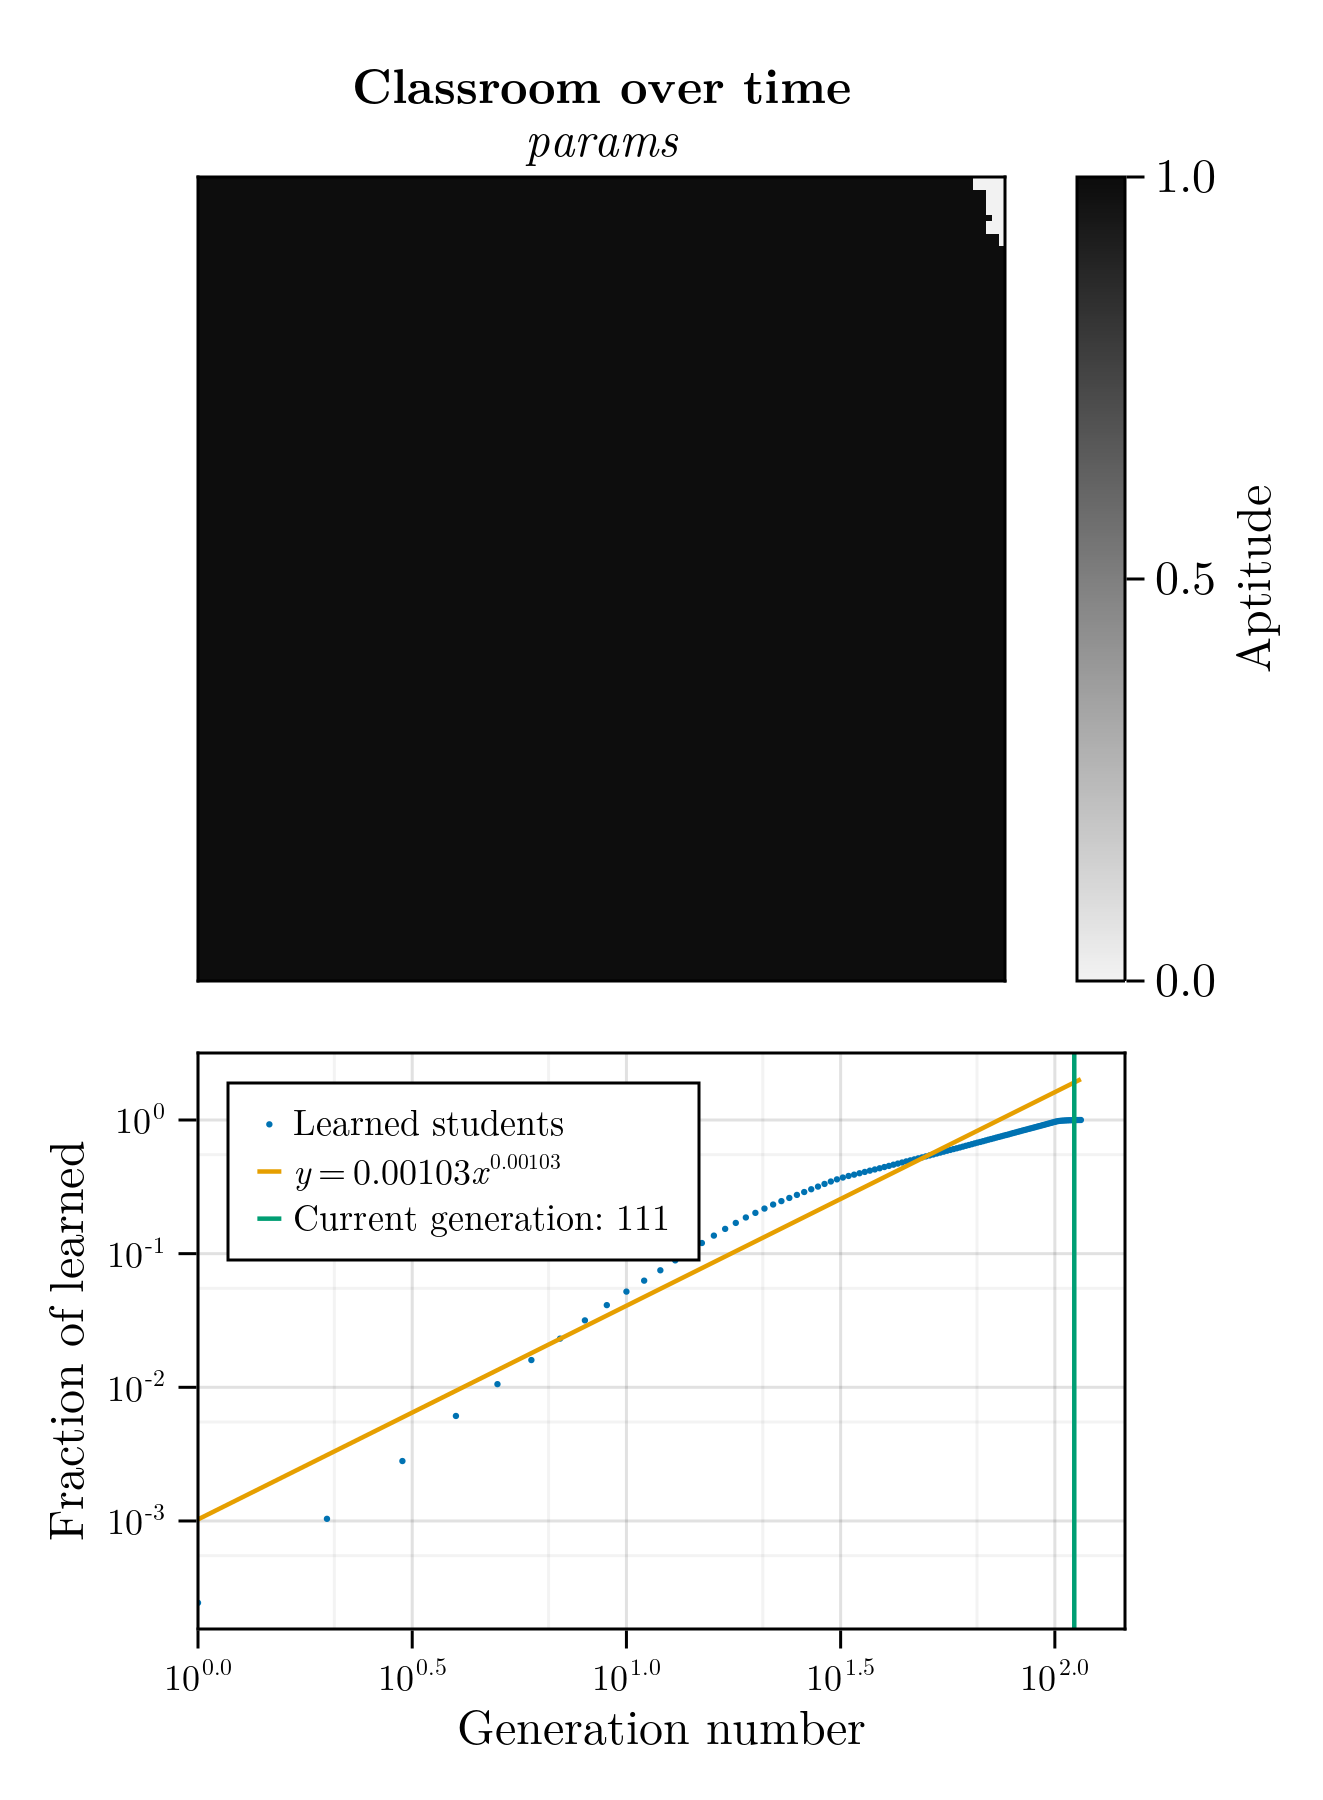 Classroom over time
params
1.0
0.5
0.0
Aptitude
Learned students
y = 0.00103x^0.00103
Current generation: 111
10^0
10^-1
10^-2
10^-3
Fraction of learned
10^0.0 10^0.5 10^1.0 10^1.5 10^2.0
Generation number